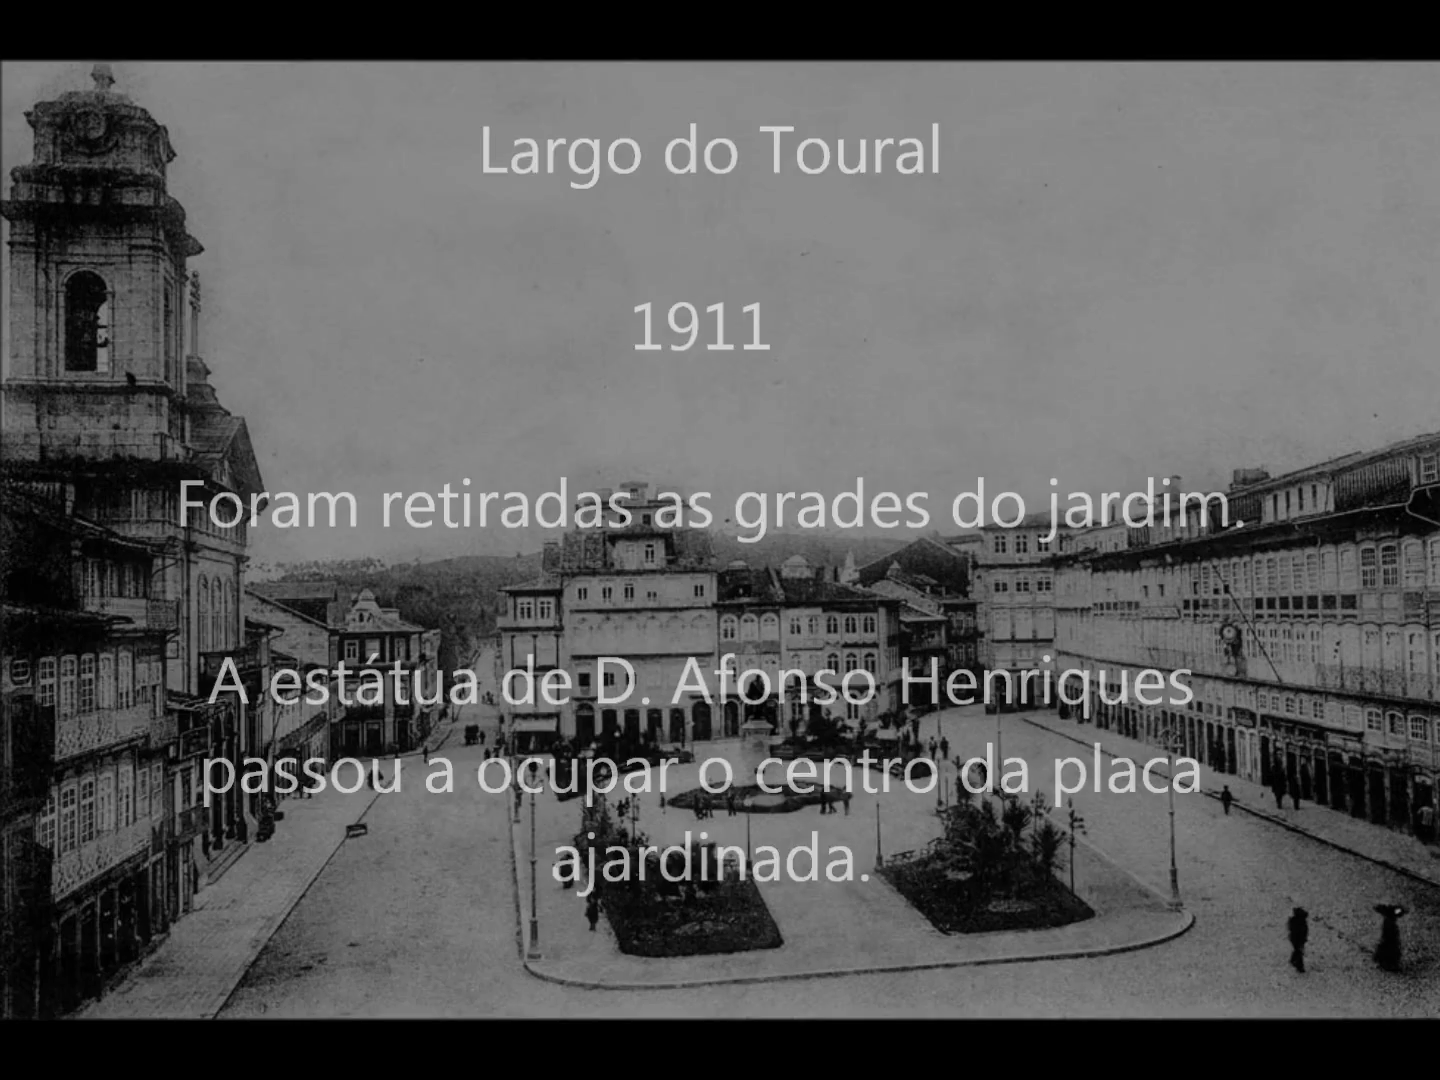 Largo do Toural
1911
Foram retiradas as grades do jardim.
A estátua de D. Afonso Henriques
passou a ocupar o centro da placa
ajardinada.